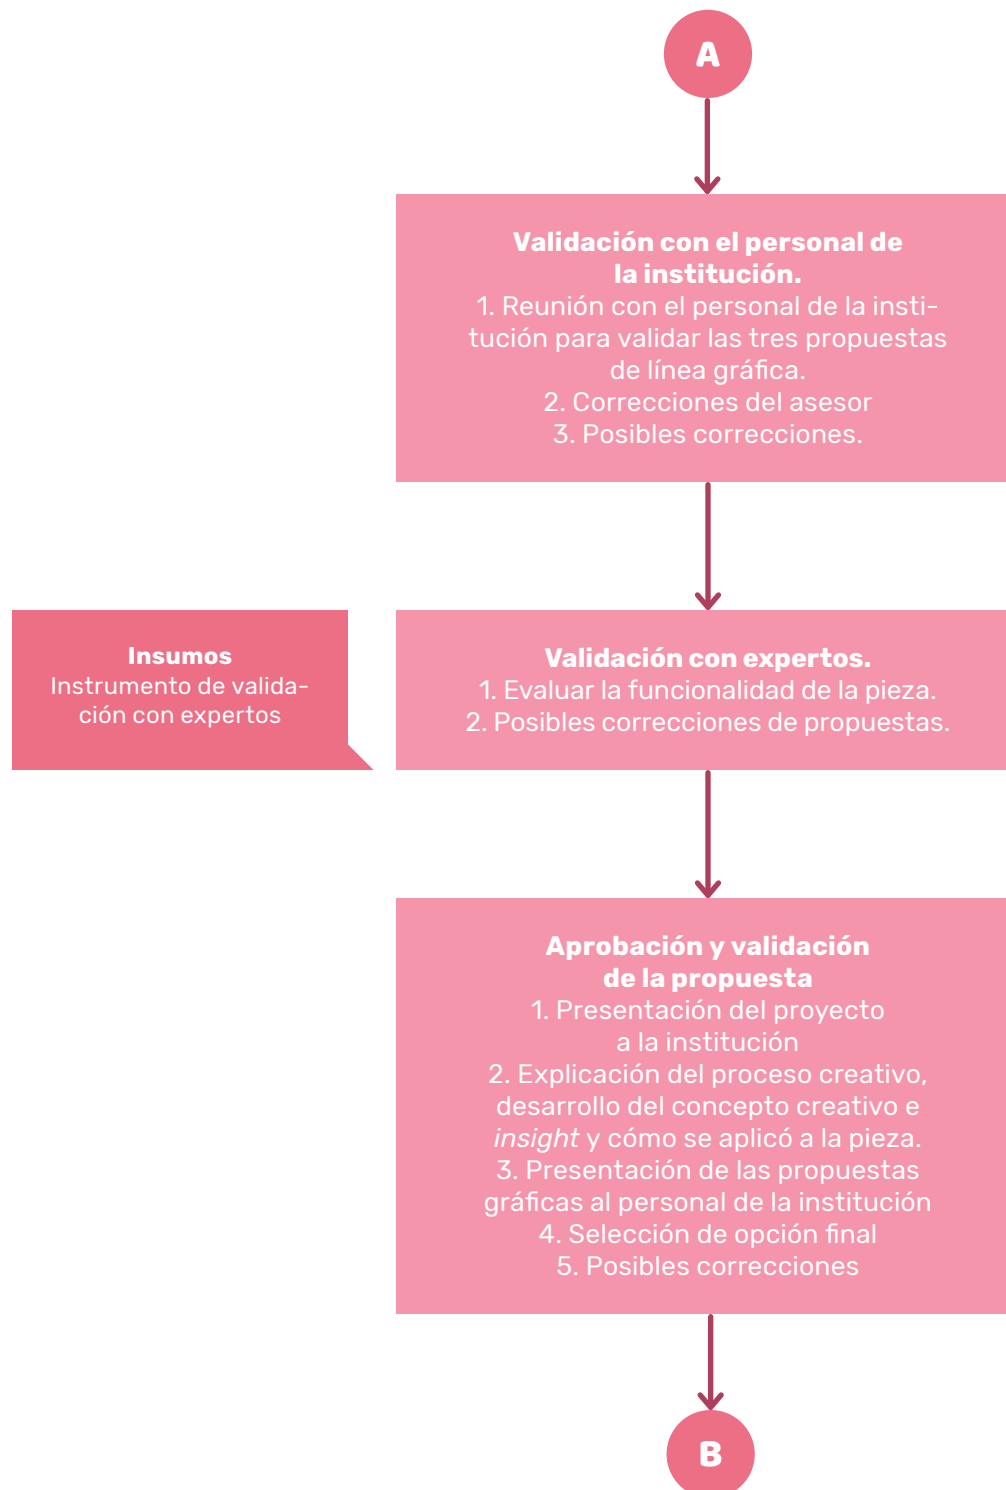 A
Validación con el personal de
la institución.
1. Reunión con el personal de la insti-
tución para validar las tres propuestas
de línea gráfica.
2. Correcciones del asesor
3. Posibles correcciones.
Insumos
Instrumento de valida-
ción con expertos
Validación con expertos.
1. Evaluar la funcionalidad de la pieza.
2. Posibles correcciones de propuestas.
Aprobación y validación
de la propuesta
1. Presentación del proyecto
a la institución
2. Explicación del proceso creativo,
desarrollo del concepto creativo e
insight y cómo se aplicó a la pieza.
3. Presentación de las propuestas
gráficas al personal de la institución
4. Selección de opción final
5. Posibles correcciones
B